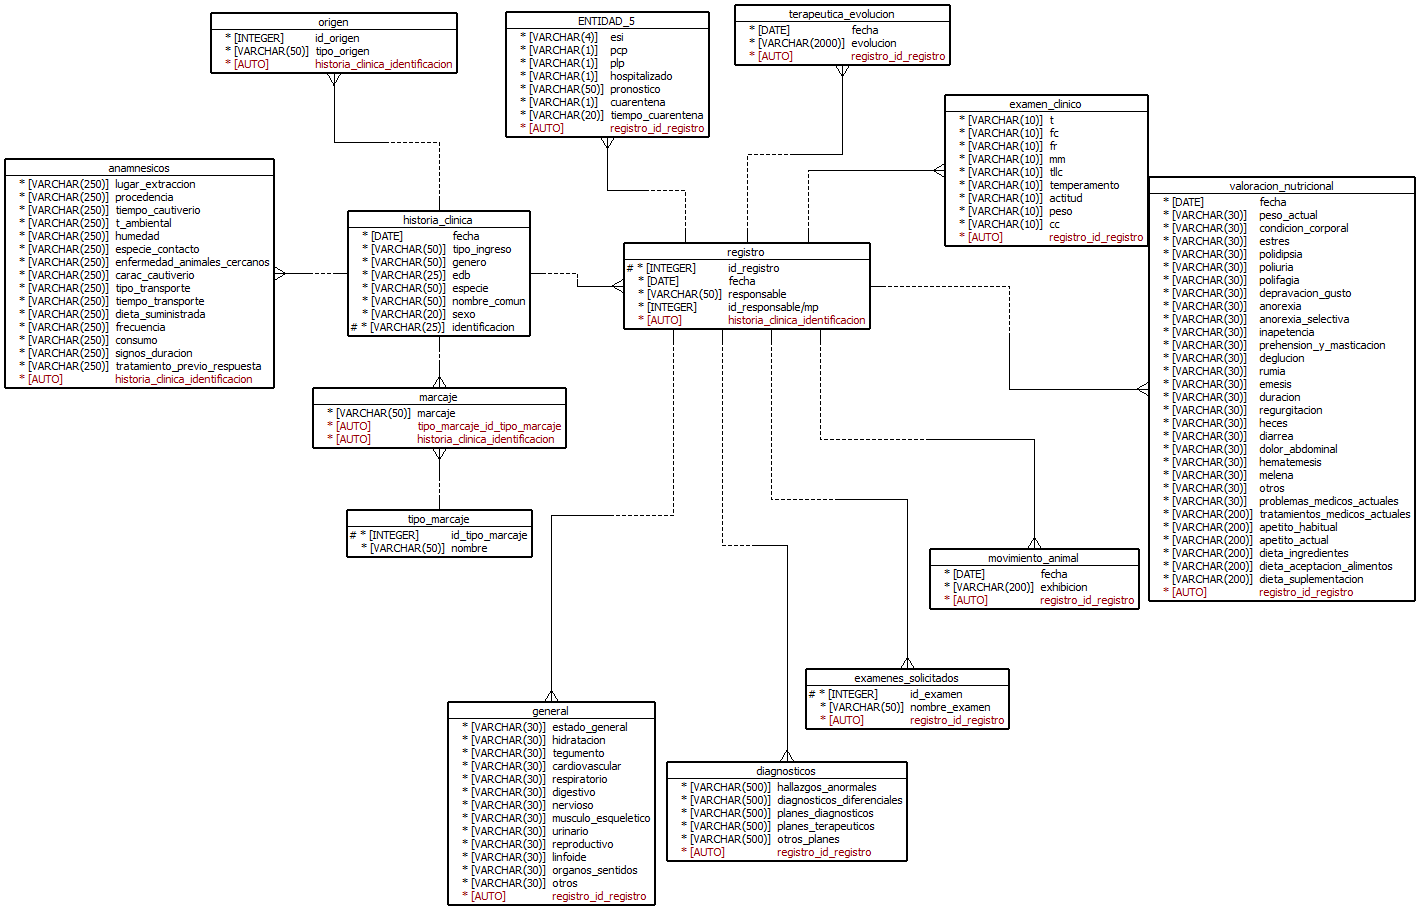 origen
* [INTEGER] id_origen
* [VARCHAR(50)] tipo_origen
* [AUTO] historia_clinica_identificacion
ENTIDAD_5
* [VARCHAR(4)] esi
* [VARCHAR(1)] pcp
* [VARCHAR(1)] plp
* [VARCHAR(1)] hospitalizado
* [VARCHAR(50)] pronostico
* [VARCHAR(1)] cuarentena
* [VARCHAR(20)] tiempo_cuarentena
* [AUTO] registro_id_registro
terapeutica_evolucion
* [DATE] fecha
* [VARCHAR(2000)] evolucion
* [AUTO] registro_id_registro
examen_clinico
* [VARCHAR(10)] t
* [VARCHAR(10)] fc
* [VARCHAR(10)] fr
* [VARCHAR(10)] mm
* [VARCHAR(10)] tllc
* [VARCHAR(10)] temperamento
* [VARCHAR(10)] actitud
* [VARCHAR(10)] peso
* [VARCHAR(10)] cc
* [AUTO] registro_id_registro
anamnesicos
* [VARCHAR(250)] lugar_extraccion
* [VARCHAR(250)] procedencia
* [VARCHAR(250)] tiempo_cautiverio
* [VARCHAR(250)] t_ambiental
* [VARCHAR(250)] humedad
* [VARCHAR(250)] especie_contacto
* [VARCHAR(250)] enfermedad_animales_cercanos
* [VARCHAR(250)] carac_cautiverio
* [VARCHAR(250)] tipo_transporte
* [VARCHAR(250)] tiempo_transporte
* [VARCHAR(250)] dieta_suministrada
* [VARCHAR(250)] frecuencia
* [VARCHAR(250)] consumo
* [VARCHAR(250)] signos_duracion
* [VARCHAR(250)] tratamiento_previo_respuesta
* [AUTO] historia_clinica_identificacion
historia_clinica
* [DATE] fecha
* [VARCHAR(50)] tipo_ingreso
* [VARCHAR(50)] genero
* [VARCHAR(25)] edb
* [VARCHAR(50)] especie
* [VARCHAR(50)] nombre_comun
* [VARCHAR(20)] sexo
# * [VARCHAR(25)] identificacion
registro
# * [INTEGER] id_registro
* [DATE] fecha
* [VARCHAR(50)] responsable
* [INTEGER] id_responsable/mp
* [AUTO] historia_clinica_identificacion
valoracion_nutricional
* [DATE] fecha
* [VARCHAR(30)] peso_actual
* [VARCHAR(30)] condicion_corporal
* [VARCHAR(30)] estres
* [VARCHAR(30)] polidipsia
* [VARCHAR(30)] poliuria
* [VARCHAR(30)] polifagia
* [VARCHAR(30)] depravacion_gusto
* [VARCHAR(30)] anorexia
* [VARCHAR(30)] anorexia_selectiva
* [VARCHAR(30)] inapetencia
* [VARCHAR(30)] prehension_y_masticacion
* [VARCHAR(30)] deglucion
* [VARCHAR(30)] rumia
* [VARCHAR(30)] emesis
* [VARCHAR(30)] duracion
* [VARCHAR(30)] regurgitacion
* [VARCHAR(30)] heces
* [VARCHAR(30)] diarrea
* [VARCHAR(30)] dolor_abdominal
* [VARCHAR(30)] hematemesis
* [VARCHAR(30)] melena
* [VARCHAR(30)] otros
* [VARCHAR(30)] problemas_medicos_actuales
* [VARCHAR(200)] tratamientos_medicos_actuales
* [VARCHAR(200)] apetito_habitual
* [VARCHAR(200)] apetito_actual
* [VARCHAR(200)] dieta_ingredientes
* [VARCHAR(200)] dieta_aceptacion_alimentos
* [VARCHAR(200)] dieta_suplementacion
* [AUTO] registro_id_registro
marcaje
* [VARCHAR(50)] marcaje
* [AUTO] tipo_marcaje_id_tipo_marcaje
* [AUTO] historia_clinica_identificacion
tipo_marcaje
# * [INTEGER] id_tipo_marcaje
* [VARCHAR(50)] nombre
movimiento_animal
* [DATE] fecha
* [VARCHAR(200)] exhibicion
* [AUTO] registro_id_registro
examenes_solicitados
# * [INTEGER] id_examen
* [VARCHAR(50)] nombre_examen
* [AUTO] registro_id_registro
general
* [VARCHAR(30)] estado_general
* [VARCHAR(30)] hidratacion
* [VARCHAR(30)] tegumento
* [VARCHAR(30)] cardiovascular
* [VARCHAR(30)] respiratorio
* [VARCHAR(30)] digestivo
* [VARCHAR(30)] nervioso
* [VARCHAR(30)] musculo_esqueletico
* [VARCHAR(30)] urinario
* [VARCHAR(30)] reproductivo
* [VARCHAR(30)] linfoide
* [VARCHAR(30)] organos_sentidos
* [VARCHAR(30)] otros
* [AUTO] registro_id_registro
diagnosticos
* [VARCHAR(500)] hallazgos_anormales
* [VARCHAR(500)] diagnosticos_diferenciales
* [VARCHAR(500)] planes_diagnosticos
* [VARCHAR(500)] planes_terapeuticos
* [VARCHAR(500)] otros_planes
* [AUTO] registro_id_registro